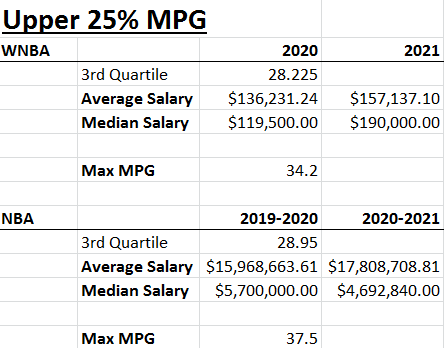 Upper 25% MPG
WNBA 2020 2021
3rd Quartile 28.225
Average Salary $136,231.24 $157,137.10
Median Salary $119,500.00 $190,000.00
Max MPG 34.2
NBA 2019-2020 2020-2021
3rd Quartile 28.95
Average Salary $15,968,663.61 $17,808,708.81
Median Salary $5,700,000.00 $4,692,840.00
Max MPG 37.5